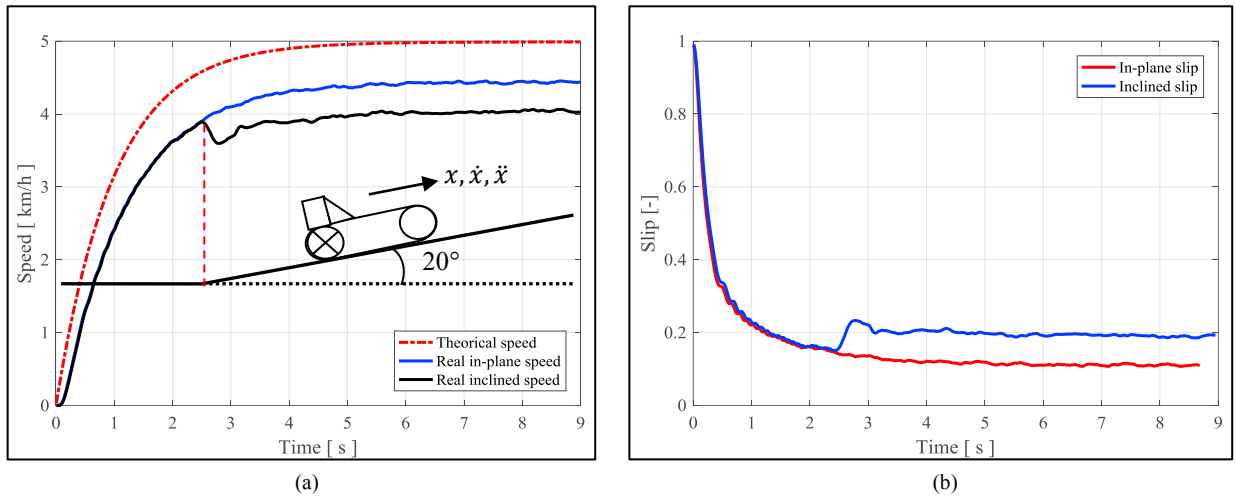 5
4
3
2
1
0
Speed [ km/h ]
0 1 2 3 4 5 6 7 8 9
Time [ s ]
x, ẋ, ẍ
20°
Theorical speed
Real in-plane speed
Real inclined speed
(a)
1
0.8
0.6
0.4
0.2
0
Slip [-]
0 1 2 3 4 5 6 7 8 9
Time [ s ]
In-plane slip
Inclined slip
(b)